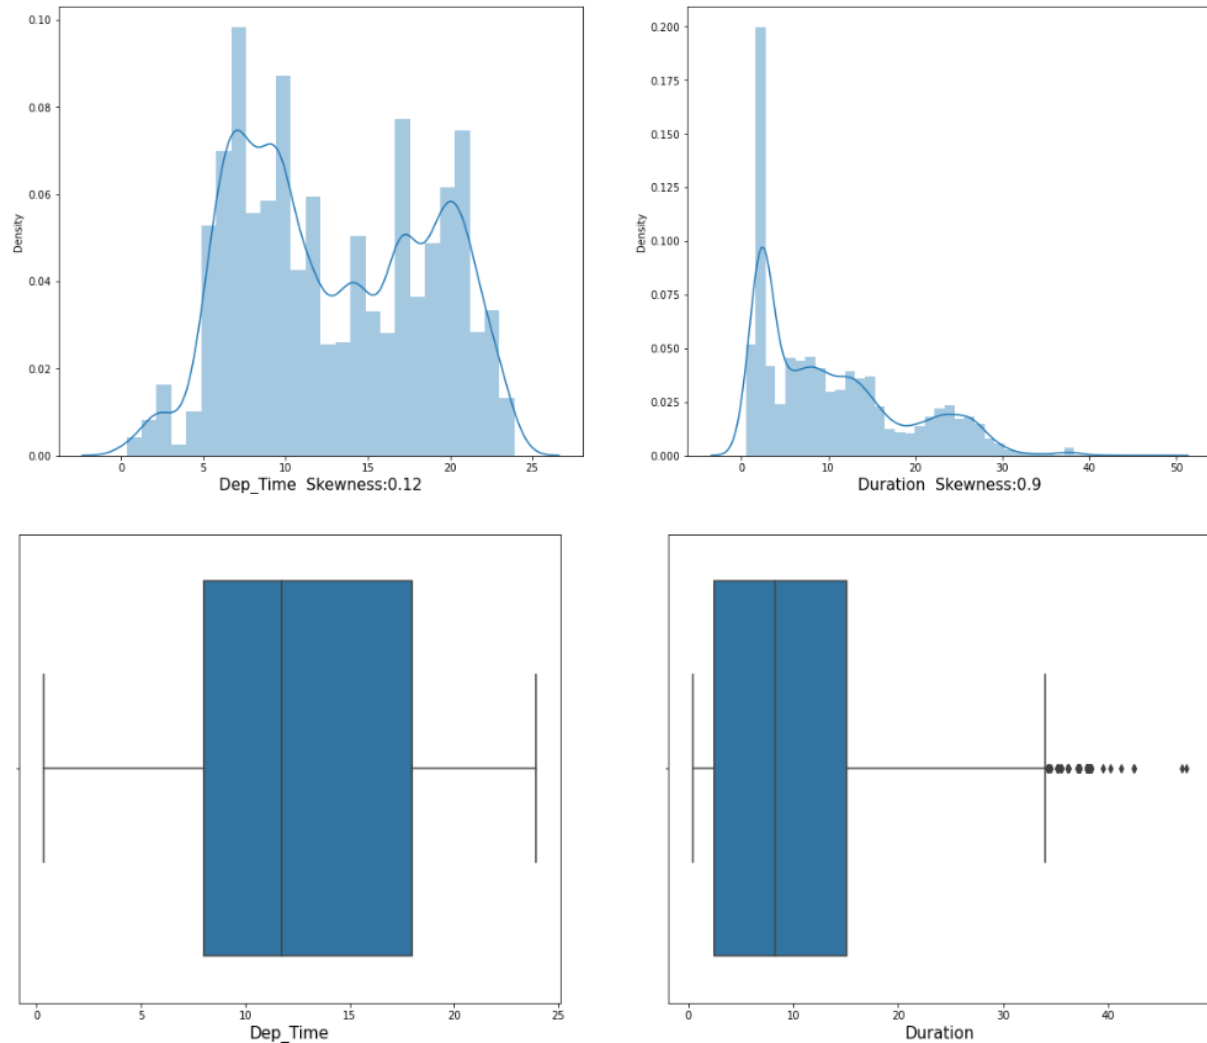 0.10
0.08
0.06
0.04
0.02
0.00
Density
0 5 10 15 20 25
Dep_Time Skewness:0.12
0.200
0.175
0.150
0.125
0.100
0.075
0.050
0.025
0.000
Density
0 10 20 30 40 50
Duration Skewness:0.9
0 5 10 15 20 25
Dep_Time
0 10 20 30 40
Duration